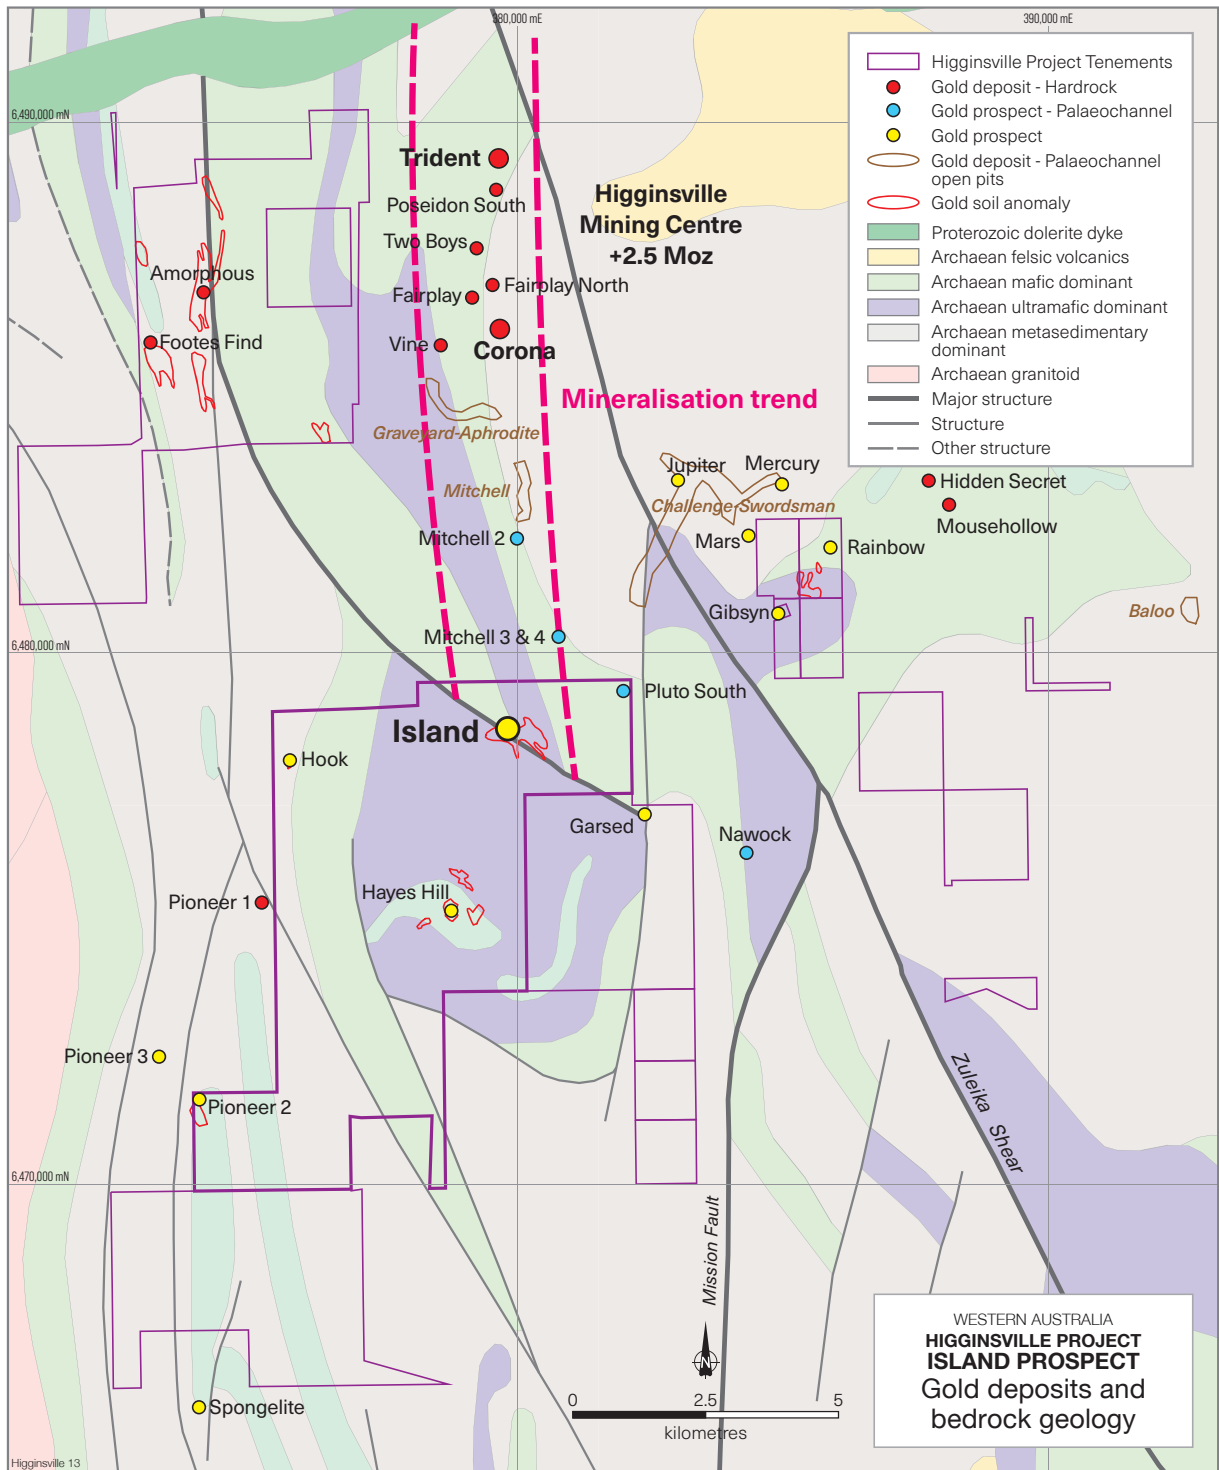 380,000 mE
390,000 mE
6,490,000 mN
6,480,000 mN
6,470,000 mN
Higginsville Project Tenements
Gold deposit - Hardrock
Gold prospect - Palaeochannel
Gold prospect
Gold deposit - Palaeochannel
open pits
Gold soil anomaly
Proterozoic dolerite dyke
Archaean felsic volcanics
Archaean mafic dominant
Archaean ultramafic dominant
Archaean metasedimentary
dominant
Archaean granitoid
Major structure
Structure
Other structure
Trident
Poseidon South
Higginsville
Mining Centre
+2.5 Moz
Two Boys
Amorphous
Fairplay North
Fairplay
Footes Find
Vine
Corona
Mineralisation trend
Graveyard-Aphrodite
Jupiter
Mercury
Hidden Secret
Mitchell
Challenge-Swordsman
Mousehollow
Mitchell 2
Mars
Rainbow
Gibsyn
Baloo
Mitchell 3 & 4
Pluto South
Island
Hook
Garsed
Nawock
Hayes Hill
Pioneer 1
Pioneer 3
Pioneer 2
Zuleika Shear
Mission Fault
Spongelite
N
0 2.5 5
kilometres
WESTERN AUSTRALIA
HIGGINSVILLE PROJECT
ISLAND PROSPECT
Gold deposits and
bedrock geology
Higginsville 13